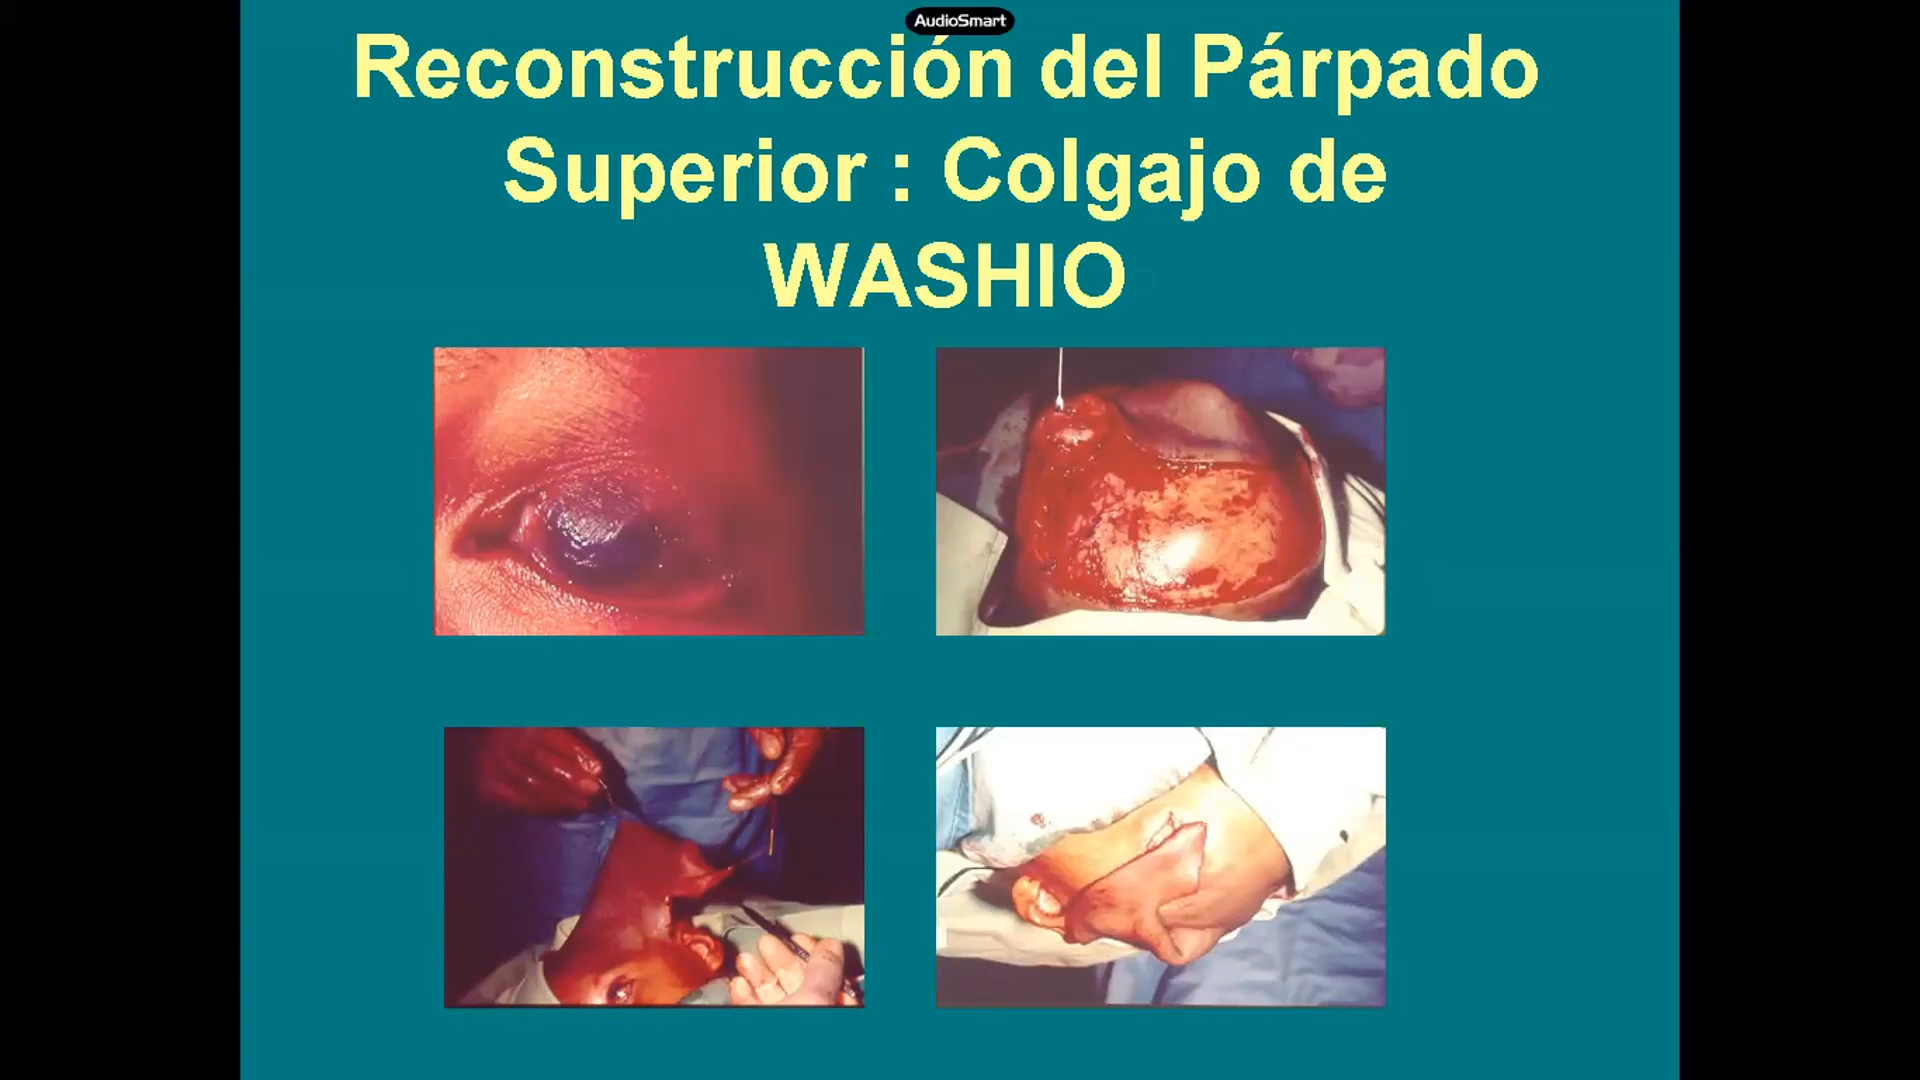 AudioSmart
Reconstrucción del Párpado
Superior : Colgajo de
WASHIO